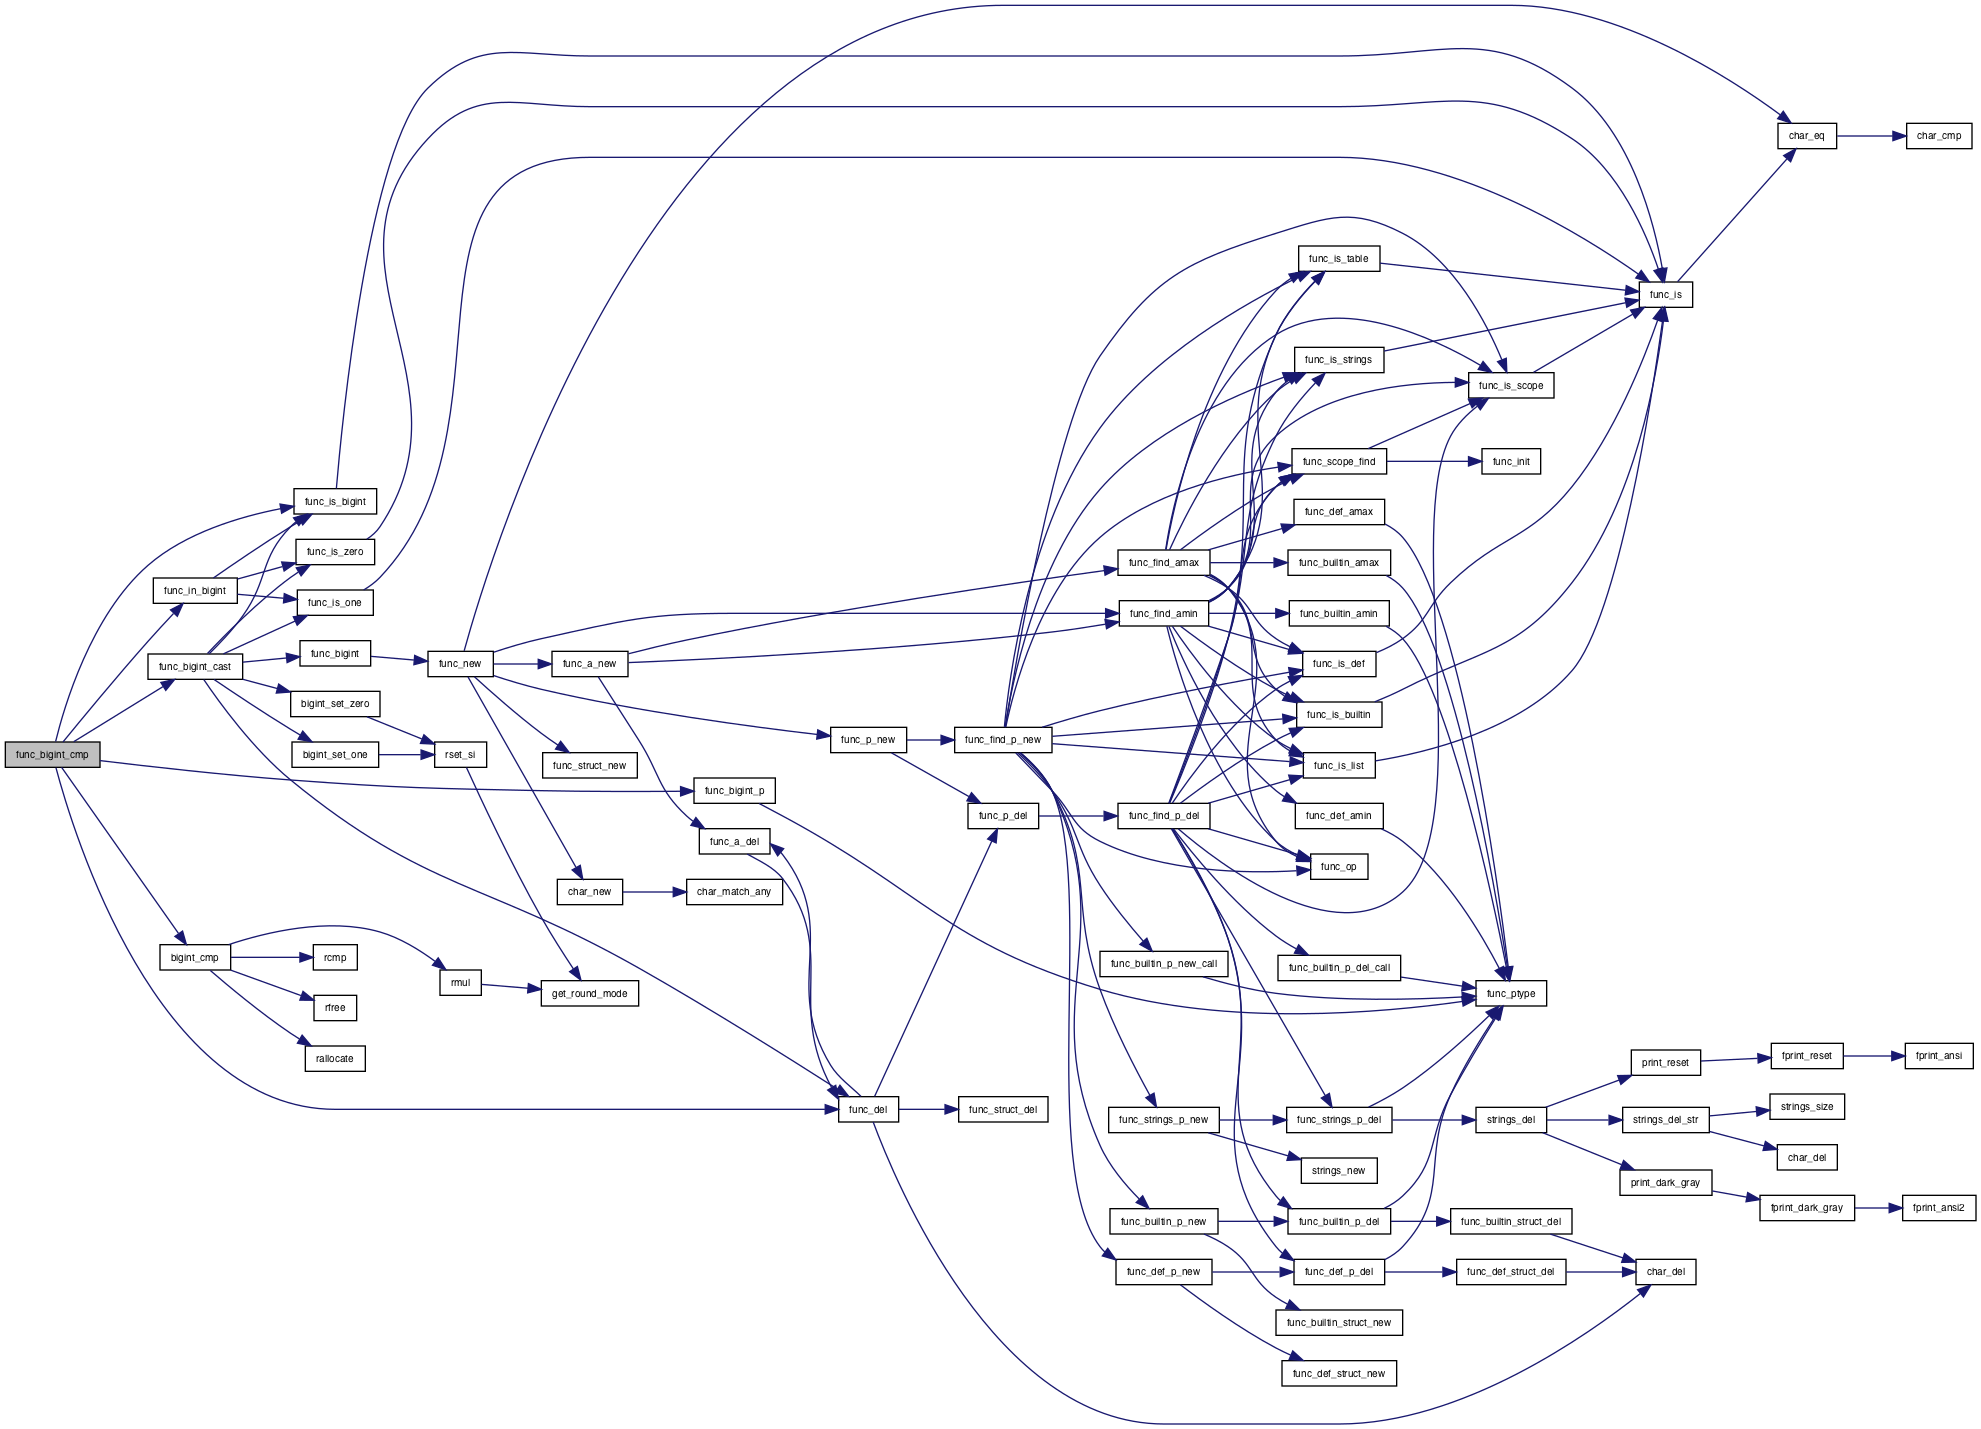 func_bigint_cmp
func_is_bigint
func_in_bigint
func_is_zero
func_is_one
func_bigint_cast
func_bigint
bigint_set_zero
bigint_set_one
rset_si
bigint_cmp
rcmp
rfree
rallocate
rmul
get_round_mode
func_new
func_a_new
func_struct_new
char_new
char_match_any
func_bigint_p
func_a_del
func_p_new
func_p_del
func_del
func_struct_del
func_find_p_new
func_find_amax
func_find_amin
func_find_p_del
func_builtin_p_new_call
func_strings_p_new
func_builtin_p_new
func_def_p_new
func_is_table
func_is_strings
func_scope_find
func_def_amax
func_builtin_amax
func_builtin_amin
func_is_def
func_is_builtin
func_is_list
func_def_amin
func_op
func_builtin_p_del_call
func_strings_p_del
strings_new
func_builtin_p_del
func_def_p_del
func_builtin_struct_new
func_def_struct_new
func_is_scope
func_init
func_ptype
strings_del
func_builtin_struct_del
func_def_struct_del
func_is
print_reset
strings_del_str
print_dark_gray
char_del
char_eq
char_cmp
fprint_reset
fprint_ansi
strings_size
char_del
fprint_dark_gray
fprint_ansi2